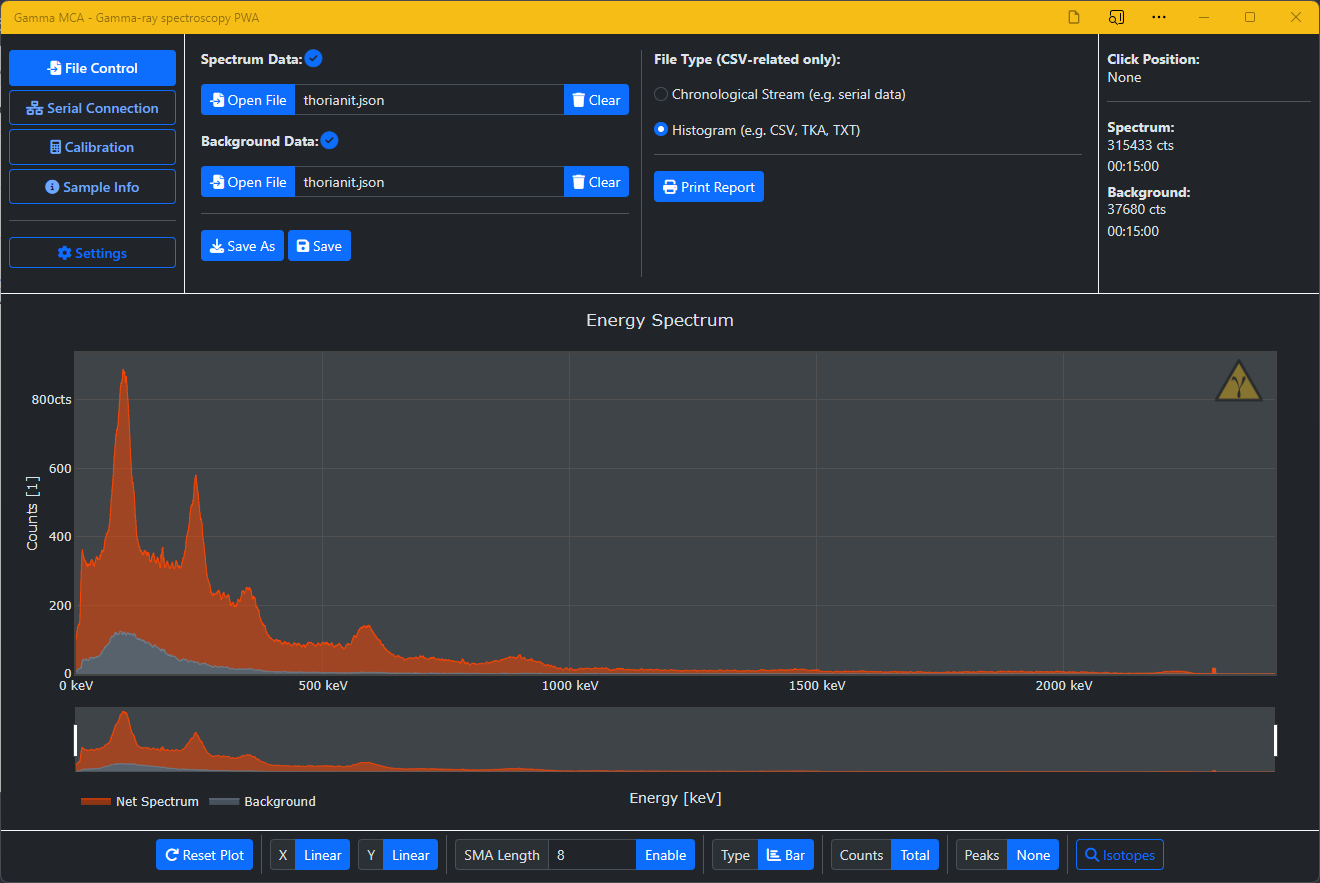 Gamma MCA - Gamma-ray spectroscopy PWA
File Control
Serial Connection
Calibration
Sample Info
Settings
Spectrum Data:
Open File thorianit.json Clear
Background Data:
Open File thorianit.json Clear
Save As Save
File Type (CSV-related only):
Chronological Stream (e.g. serial data)
Histogram (e.g. CSV, TKA, TXT)
Print Report
Click Position:
None
Spectrum:
315433 cts
00:15:00
Background:
37680 cts
00:15:00
Energy Spectrum
γ
800cts
600
400
200
0
Counts [1]
0 keV 500 keV 1000 keV 1500 keV 2000 keV
Net Spectrum Background
Energy [keV]
Reset Plot X Linear Y Linear SMA Length 8 Enable Type Bar Counts Total Peaks None Isotopes